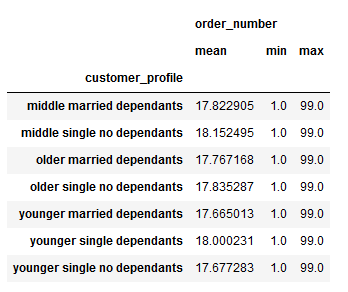 order_number
mean min max
customer_profile
middle married dependants 17.822905 1.0 99.0
middle single no dependants 18.152495 1.0 99.0
older married dependants 17.767168 1.0 99.0
older single no dependants 17.835287 1.0 99.0
younger married dependants 17.665013 1.0 99.0
younger single dependants 18.000231 1.0 99.0
younger single no dependants 17.677283 1.0 99.0